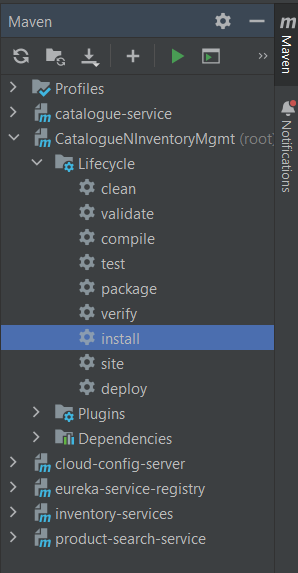 Maven
Profiles
catalogue-service
CatalogueNInventoryMgmt (root)
Lifecycle
clean
validate
compile
test
package
verify
install
site
deploy
Plugins
Dependencies
cloud-config-server
eureka-service-registry
inventory-services
product-search-service
m
Maven
Notifications